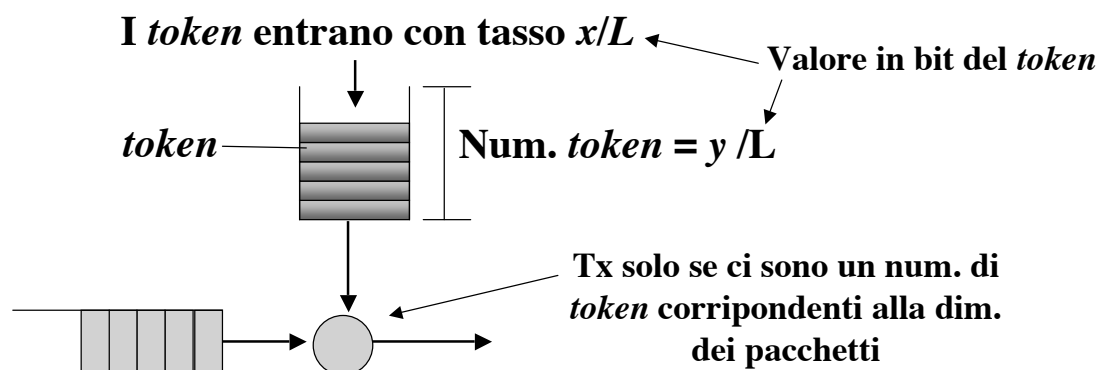 I token entrano con tasso x/L
Valore in bit del token
token
Num. token = y /L
Tx solo se ci sono un num. di
token corripondenti alla dim.
dei pacchetti